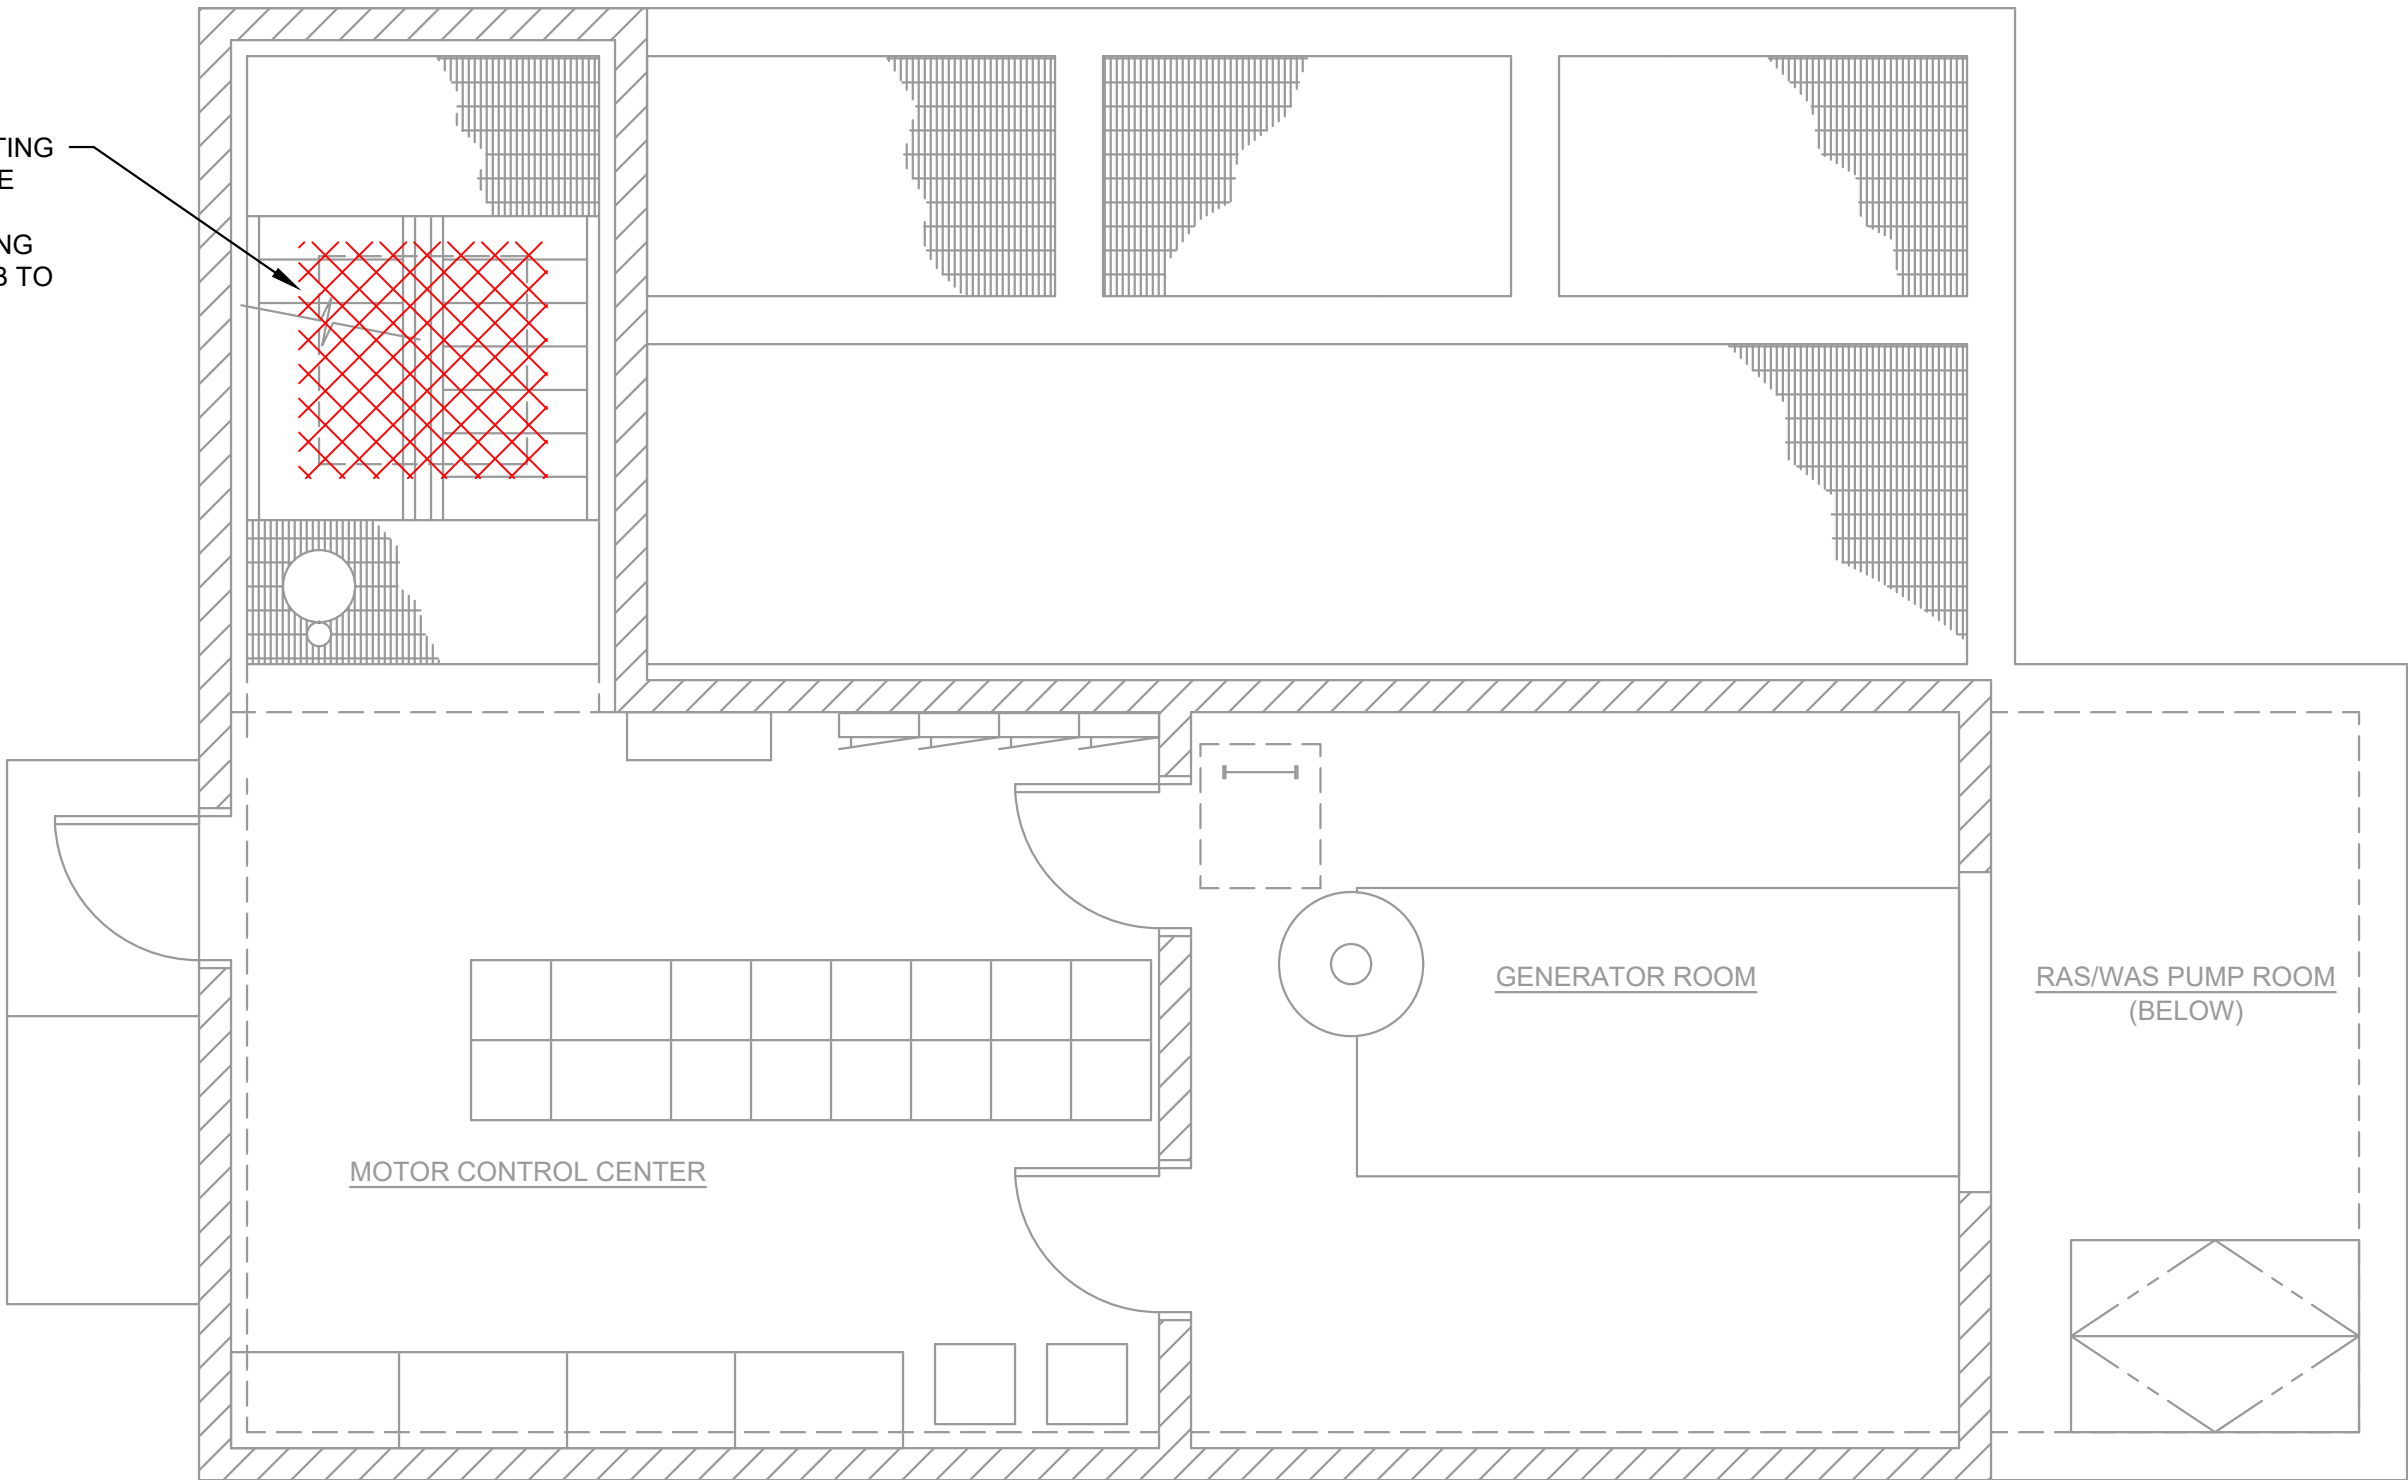 TING
E
NG
3 TO
GENERATOR ROOM
RAS/WAS PUMP ROOM
(BELOW)
MOTOR CONTROL CENTER